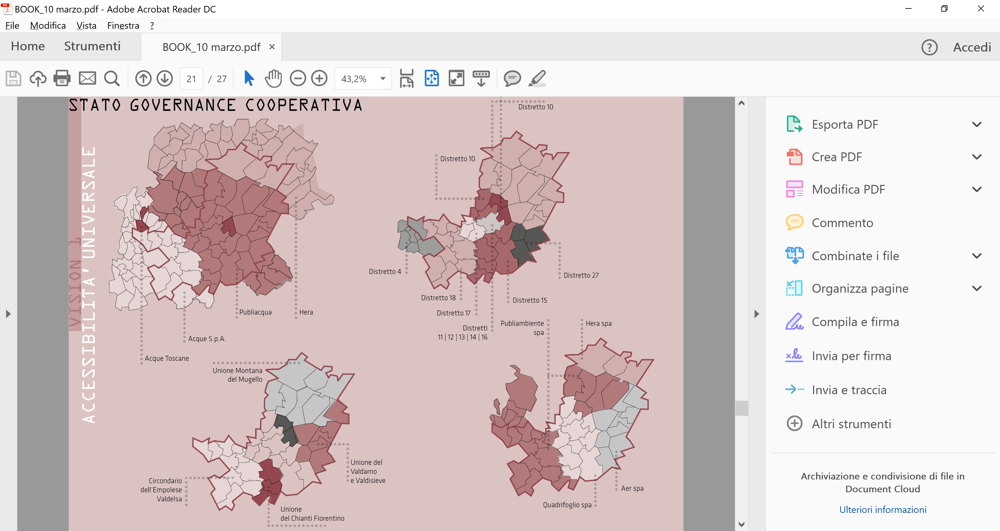 BOOK_10 marzo.pdf - Adobe Acrobat Reader DC
File Modifica Vista Finestra ?
Home Strumenti BOOK_10 marzo.pdf × ? Accedi
21 / 27 43,2%
STATO GOVERNANCE COOPERATIVA
VISION 1
ACCESSIBILITA' UNIVERSALE
Publiacqua
Hera
Acque S.p.A.
Acque Toscane
Distretto 10
Distretto 10
Distretto 4
Distretto 27
Distretto 18
Distretto 15
Distretto 17
Distretti
11 | 12 | 13 | 14 | 16
Unione Montana
del Mugello
Unione del
Valdarno
e Valdisieve
Circondario
dell'Empolese
Valdelsa
Unione
del Chianti Fiorentino
Publiambiente
spa
Hera spa
Aer spa
Quadrifoglio spa
Esporta PDF
Crea PDF
Modifica PDF
Commento
Combinate i file
Organizza pagine
Compila e firma
Invia per firma
Invia e traccia
Altri strumenti
Archiviazione e condivisione di file in
Document Cloud
Ulteriori informazioni